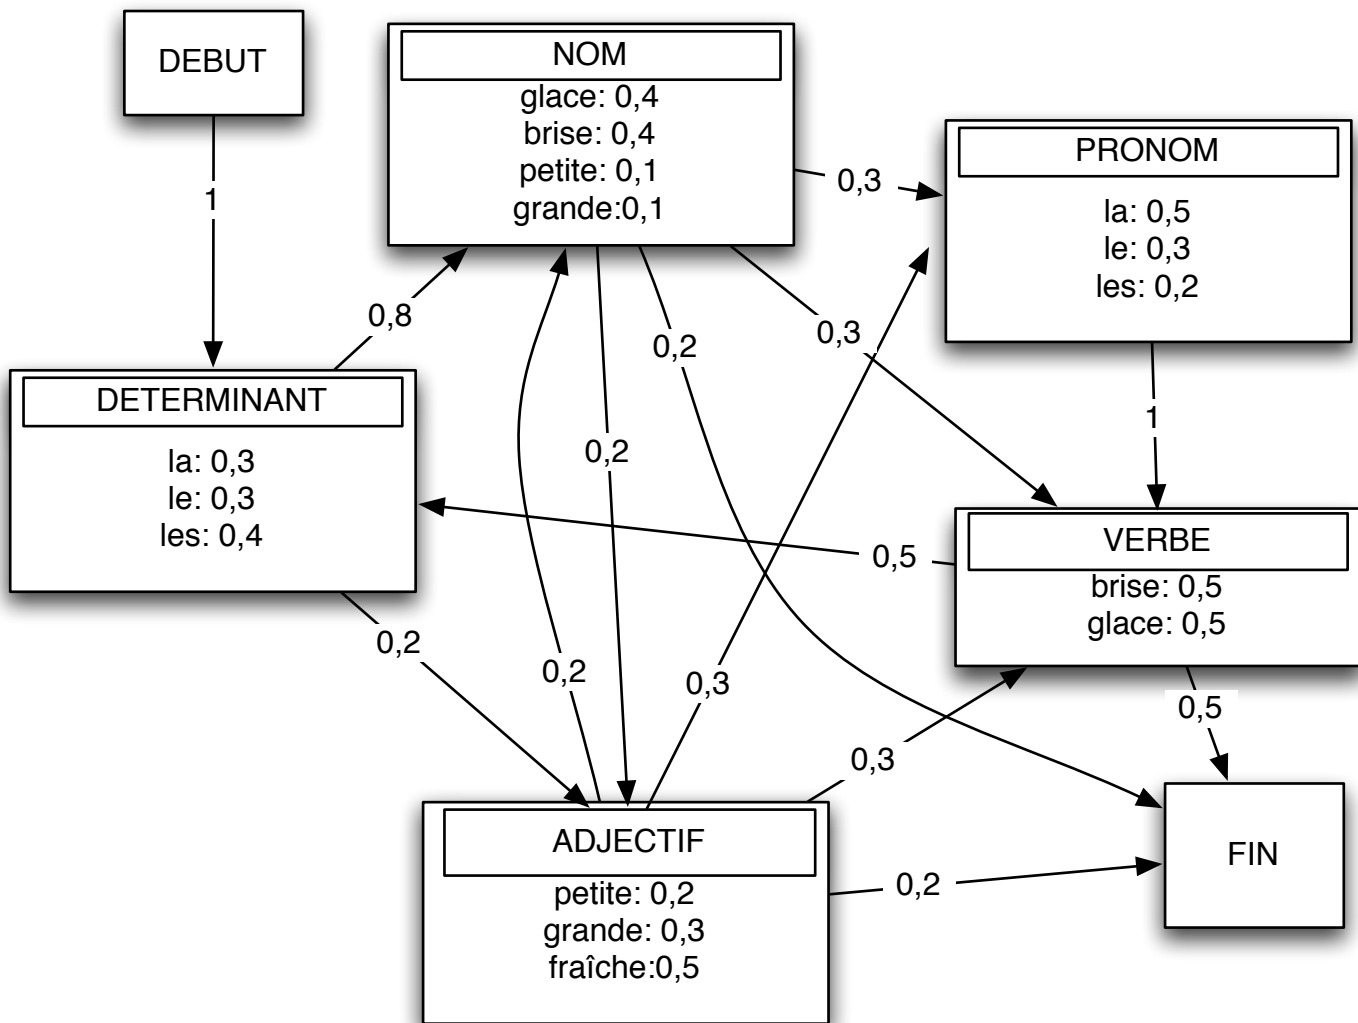 DEBUT
1
NOM
glace: 0,4
brise: 0,4
petite: 0,1
grande:0,1
0,3
PRONOM
la: 0,5
le: 0,3
les: 0,2
0,8
0,2
0,3
1
DETERMINANT
la: 0,3
le: 0,3
les: 0,4
0,2
0,5
VERBE
brise: 0,5
glace: 0,5
0,2
0,2
0,3
0,3
0,5
ADJECTIF
petite: 0,2
grande: 0,3
fraîche:0,5
0,2
FIN